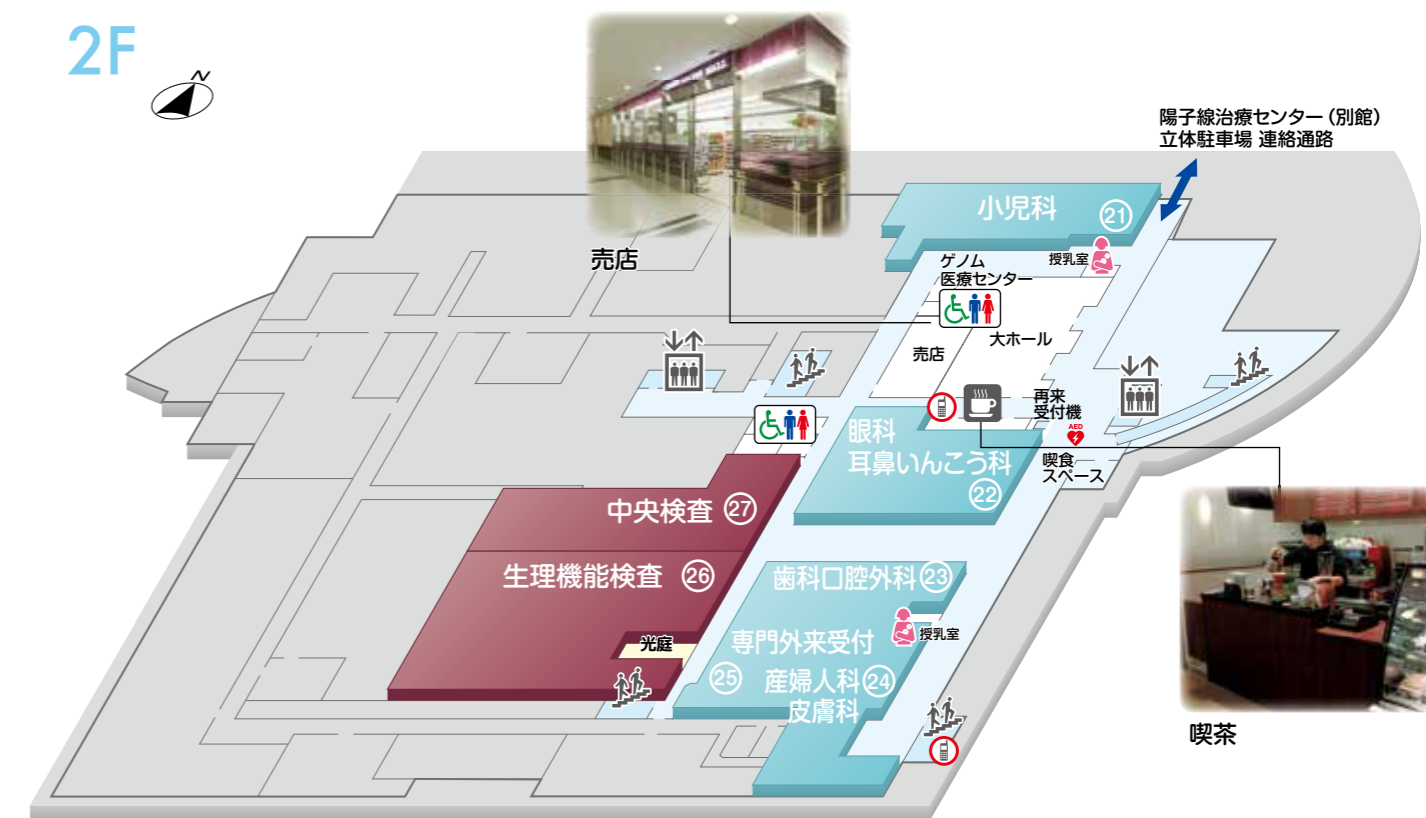 2F
N
陽子線治療センター（別館）
立体駐車場 連絡通路
小児科 21
売店
ゲノム
医療センター
授乳室
大ホール
売店
再来
受付機
AED
眼科
耳鼻いんこう科
22
喫食
スペース
中央検査 27
生理機能検査 26
歯科口腔外科 23
光庭
専門外来受付
授乳室
25
産婦人科 24
皮膚科
喫茶